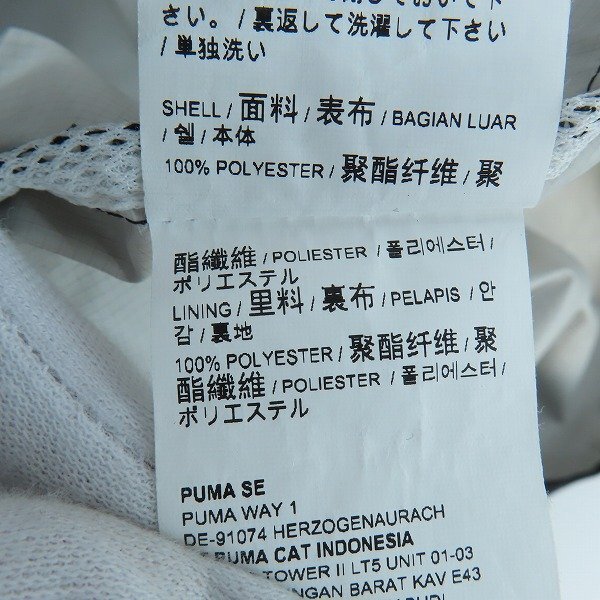 さい。/裏返して洗濯して下さい
/単独洗い
SHELL / 面料 / 表布 / BAGIAN LUAR
/ 쉘 / 本体
100% POLYESTER / 聚酯纤维 / 聚
酯纖維 / POLIESTER / 폴리에스터 /
ポリエステル
LINING / 里料 / 裏布 / PELAPIS / 안
감 / 裏地
100% POLYESTER / 聚酯纤维 / 聚
酯纖維 / POLIESTER / 폴리에스터 /
ポリエステル
PUMA SE
PUMA WAY 1
DE-91074 HERZOGENAURACH
PUMA CAT INDONESIA
TOWER II LT5 UNIT 01-03
NGAN BARAT KAV E43